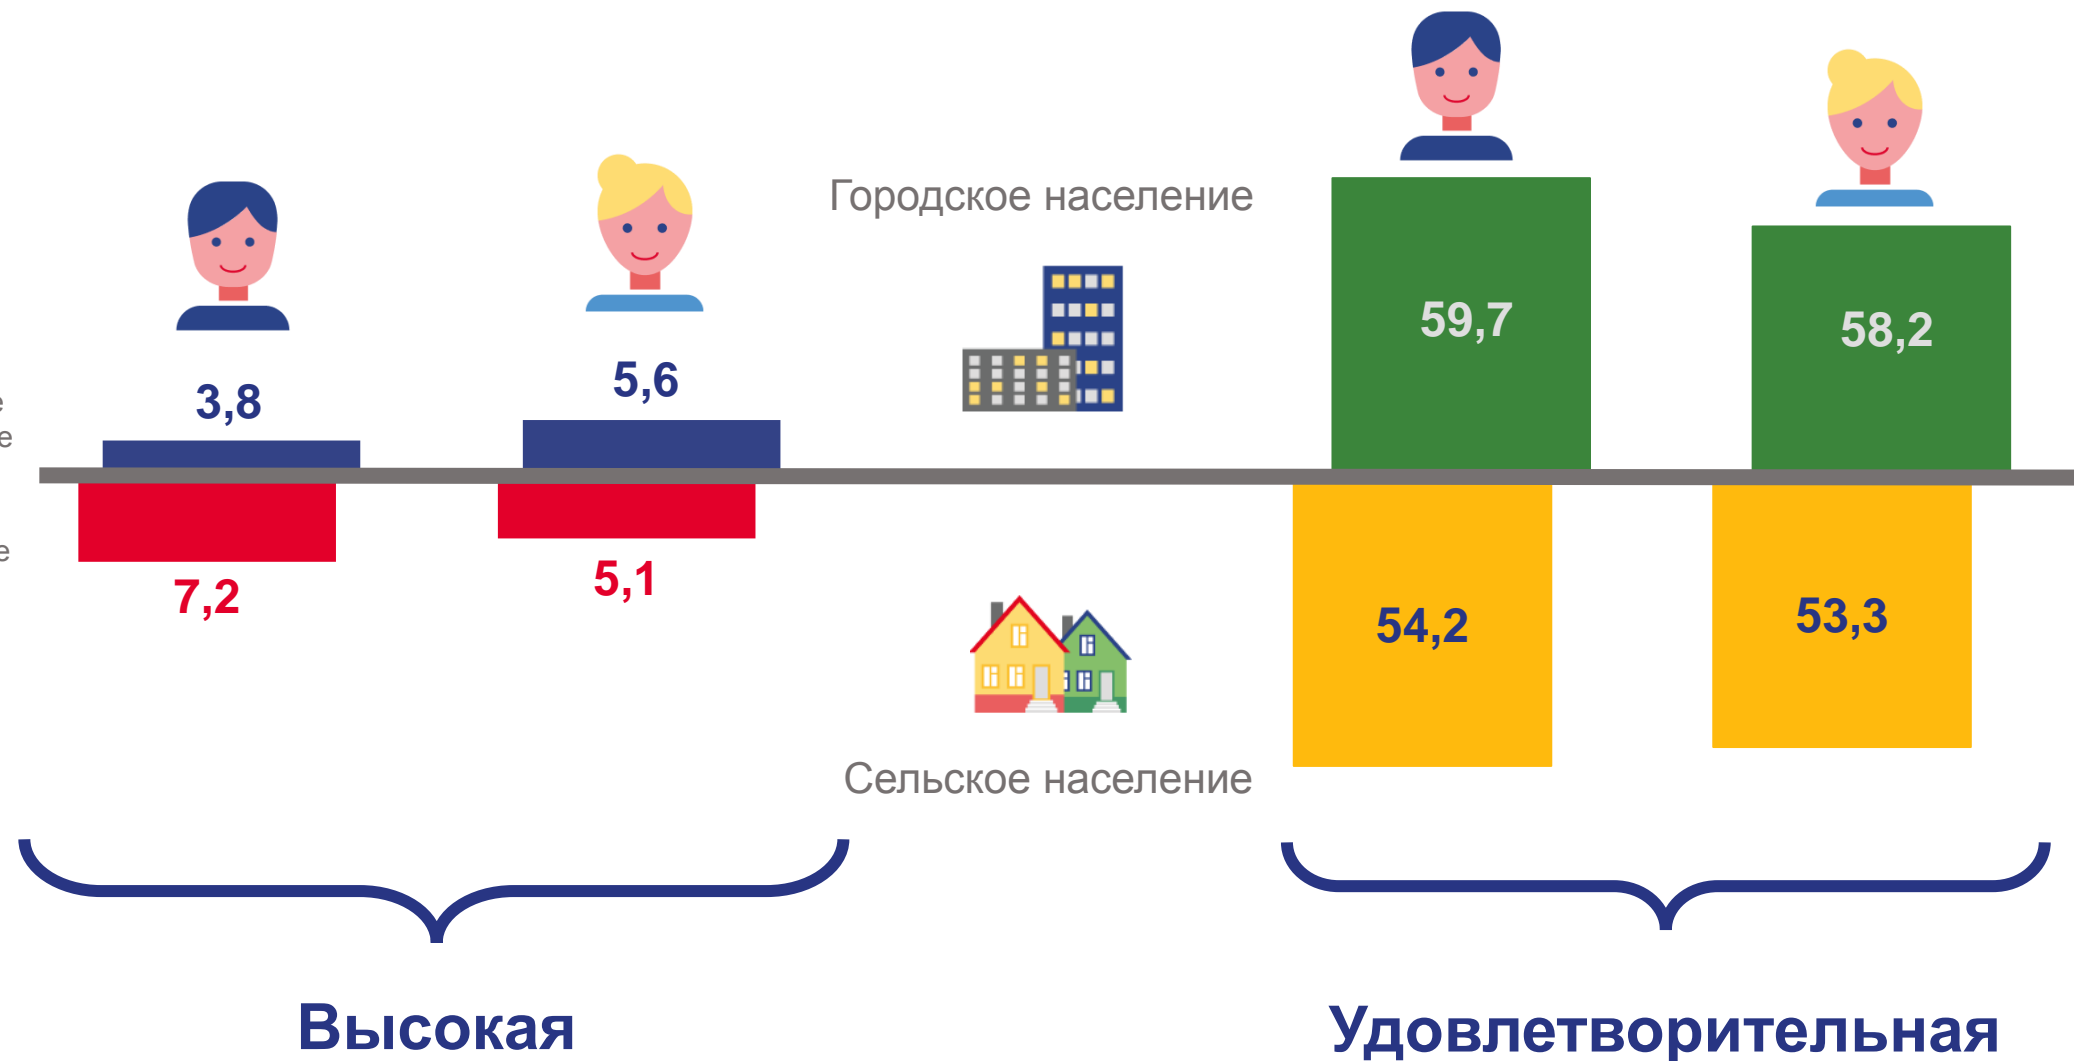 Городское население
59,7
58,2
3,8
5,6
7,2
5,1
54,2
53,3
Сельское население
Высокая
Удовлетворительная